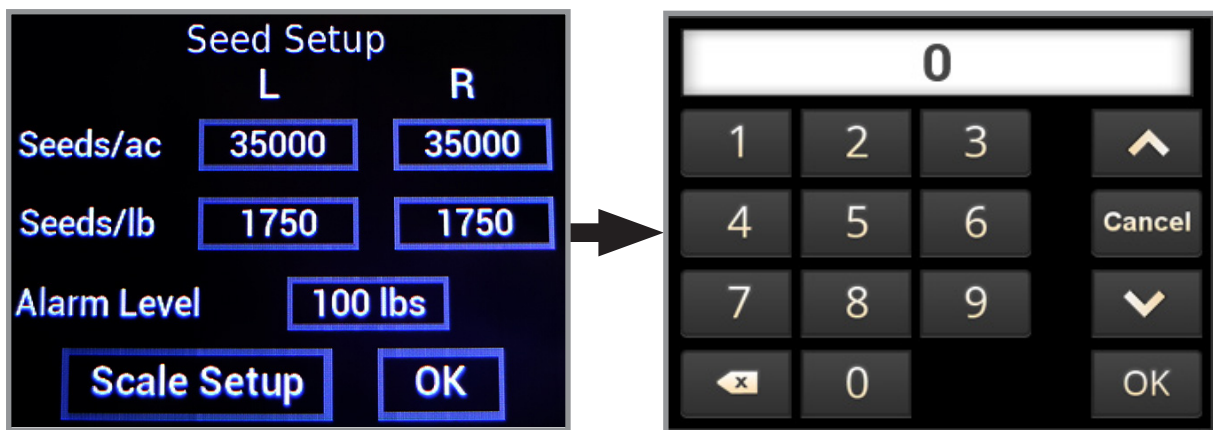 Seed Setup
L R
Seeds/ac 35000 35000
Seeds/lb 1750 1750
Alarm Level 100 lbs
Scale Setup OK
0
1 2 3
4 5 6 Cancel
7 8 9
x 0 OK